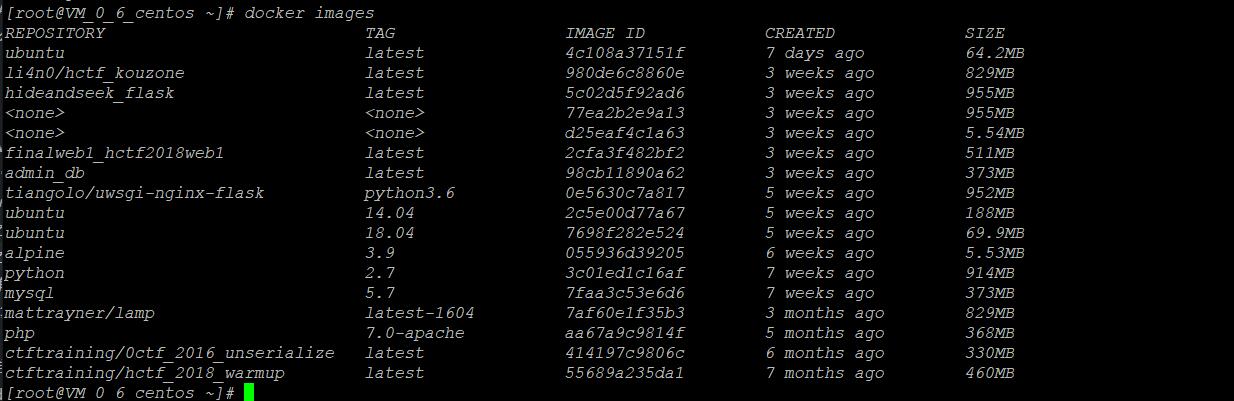 [root@VM_0_6_centos ~]# docker images
REPOSITORY TAG IMAGE ID CREATED SIZE
ubuntu latest 4c108a37151f 7 days ago 64.2MB
li4n0/hctf_kouzone latest 980de6c8860e 3 weeks ago 829MB
hideandseek_flask latest 5c02d5f92ad6 3 weeks ago 955MB
<none> <none> 77ea2b2e9a13 3 weeks ago 955MB
<none> <none> d25eaf4c1a63 3 weeks ago 5.54MB
finalweb1_hctf2018web1 latest 2cfa3f482bf2 3 weeks ago 511MB
admin_db latest 98cb11890a62 3 weeks ago 373MB
tiangolo/uwsgi-nginx-flask python3.6 0e5630c7a817 5 weeks ago 952MB
ubuntu 14.04 2c5e00d77a67 5 weeks ago 188MB
ubuntu 18.04 7698f282e524 5 weeks ago 69.9MB
alpine 3.9 055936d39205 6 weeks ago 5.53MB
python 2.7 3c01ed1c16af 7 weeks ago 914MB
mysql 5.7 7faa3c53e6d6 7 weeks ago 373MB
mattrayner/lamp latest-1604 7af60e1f35b3 3 months ago 829MB
php 7.0-apache aa67a9c9814f 5 months ago 368MB
ctftraining/0ctf_2016_unserialize latest 414197c9806c 6 months ago 330MB
ctftraining/hctf_2018_warmup latest 55689a235da1 7 months ago 460MB
[root@VM_0_6_centos ~]#